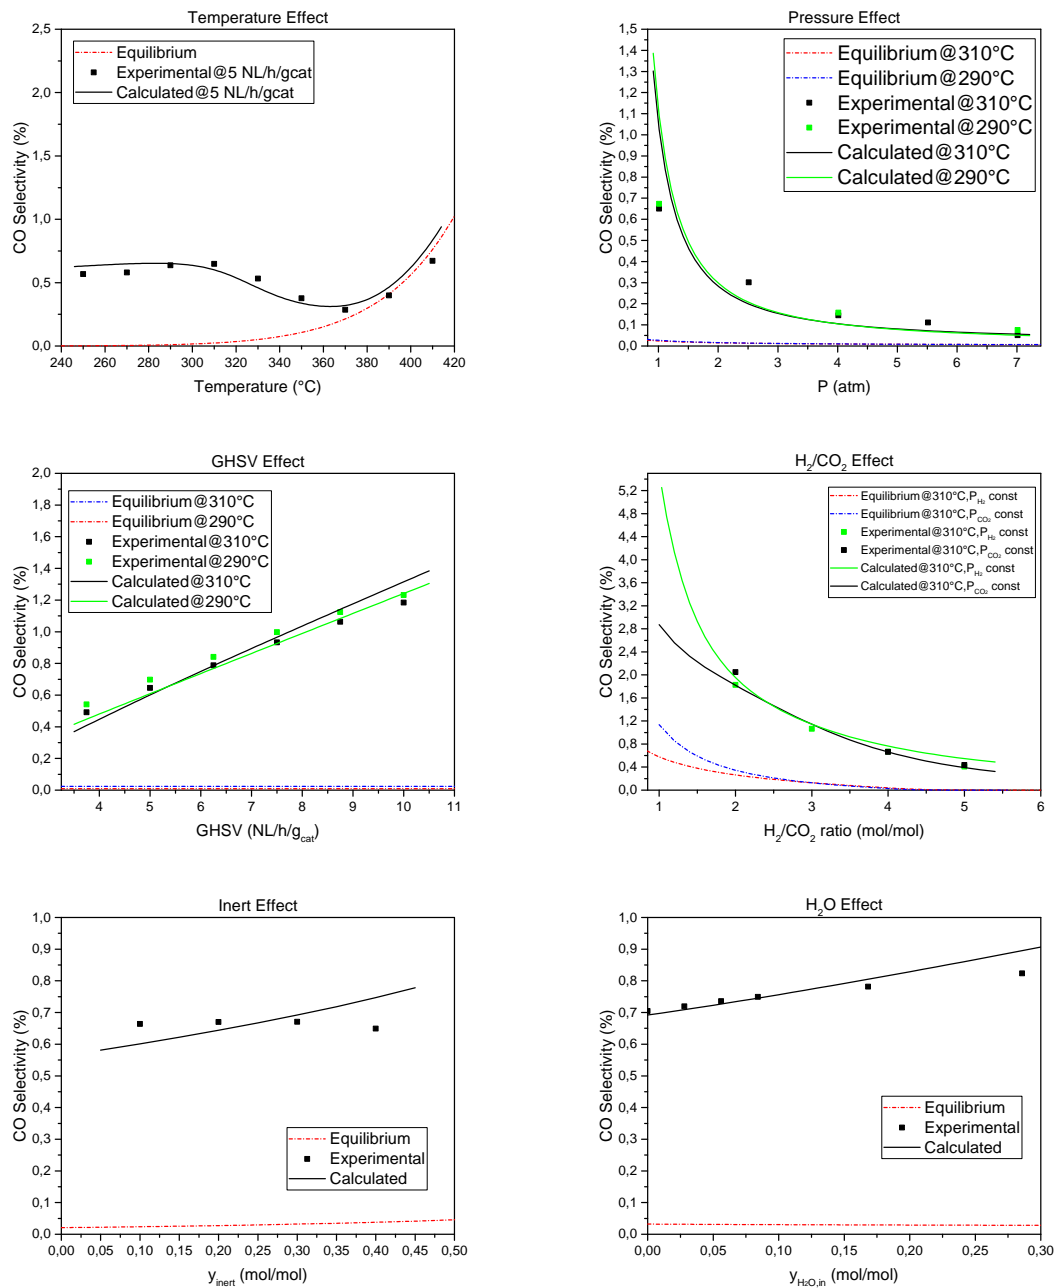 Temperature Effect
2,5
2,0
1,5
1,0
0,5
0,0
CO Selectivity (%)
Equilibrium
Experimental@5 NL/h/gcat
Calculated@5 NL/h/gcat
240 260 280 300 320 340 360 380 400 420
Temperature (°C)
Pressure Effect
1,5
1,4
1,3
1,2
1,1
1,0
0,9
0,8
0,7
0,6
0,5
0,4
0,3
0,2
0,1
0,0
CO Selectivity (%)
Equilibrium@310°C
Equilibrium@290°C
Experimental@310°C
Experimental@290°C
Calculated@310°C
Calculated@290°C
1 2 3 4 5 6 7
P (atm)
GHSV Effect
2,0
1,8
1,6
1,4
1,2
1,0
0,8
0,6
0,4
0,2
0,0
CO Selectivity (%)
Equilibrium@310°C
Equilibrium@290°C
Experimental@310°C
Experimental@290°C
Calculated@310°C
Calculated@290°C
4 5 6 7 8 9 10 11
GHSV (NL/h/gcat)
H2/CO2 Effect
5,2
4,8
4,4
4,0
3,6
3,2
2,8
2,4
2,0
1,6
1,2
0,8
0,4
0,0
CO Selectivity (%)
Equilibrium@310°C,PH2 const
Equilibrium@310°C,PCO2 const
Experimental@310°C,PH2 const
Experimental@310°C,PCO2 const
Calculated@310°C,PH2 const
Calculated@310°C,PCO2 const
1 2 3 4 5 6
H2/CO2 ratio (mol/mol)
Inert Effect
1,0
0,9
0,8
0,7
0,6
0,5
0,4
0,3
0,2
0,1
0,0
CO Selectivity (%)
Equilibrium
Experimental
Calculated
0,00 0,05 0,10 0,15 0,20 0,25 0,30 0,35 0,40 0,45 0,50
yinert (mol/mol)
H2O Effect
1,0
0,9
0,8
0,7
0,6
0,5
0,4
0,3
0,2
0,1
0,0
CO Selectivity (%)
Equilibrium
Experimental
Calculated
0,00 0,05 0,10 0,15 0,20 0,25 0,30
yH2O,in (mol/mol)